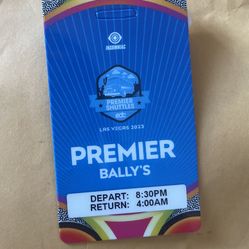 INSOMNIAC
PREMIER
SHUTTLES
edc
LAS VEGAS 2023
PREMIER
BALLY'S
DEPART: 8:30PM
RETURN: 4:00AM